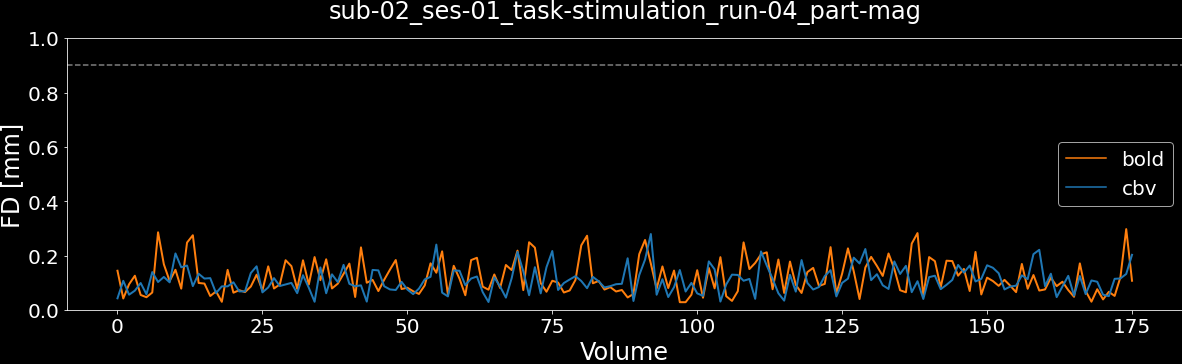 sub-02_ses-01_task-stimulation_run-04_part-mag
1.0
0.8
0.6
0.4
0.2
0.0
FD [mm]
bold
cbv
0 25 50 75 100 125 150 175
Volume